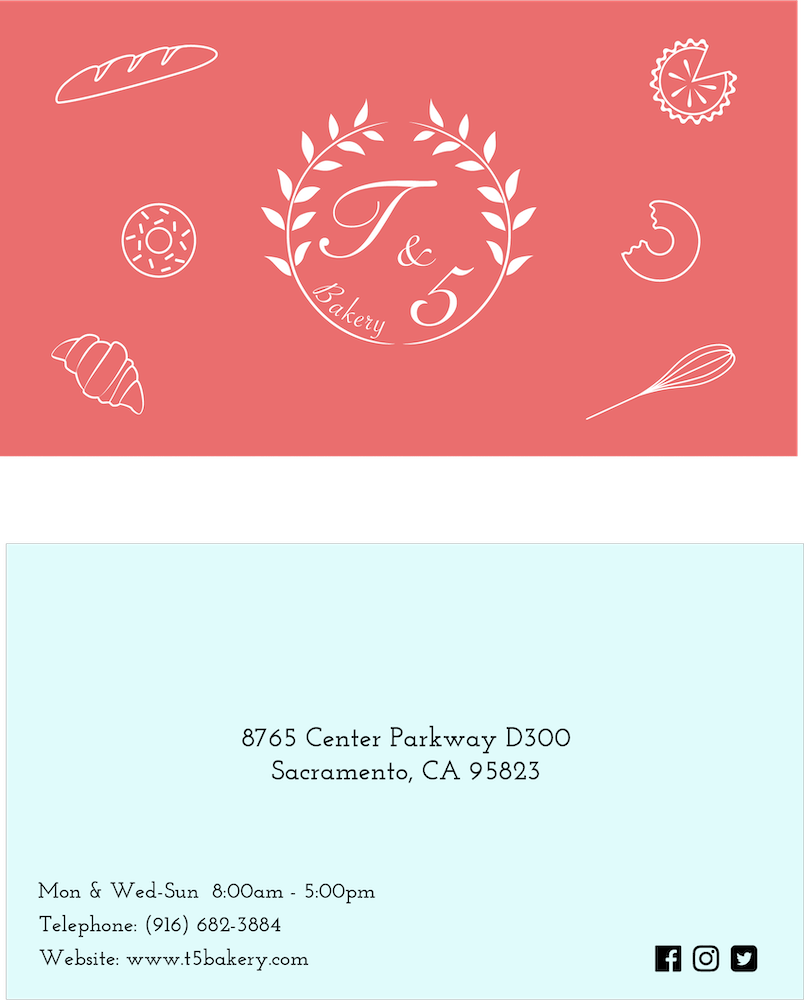 T & 5
Bakery
8765 Center Parkway D300
Sacramento, CA 95823
Mon & Wed-Sun  8:00am - 5:00pm
Telephone: (916) 682-3884
Website: www.t5bakery.com